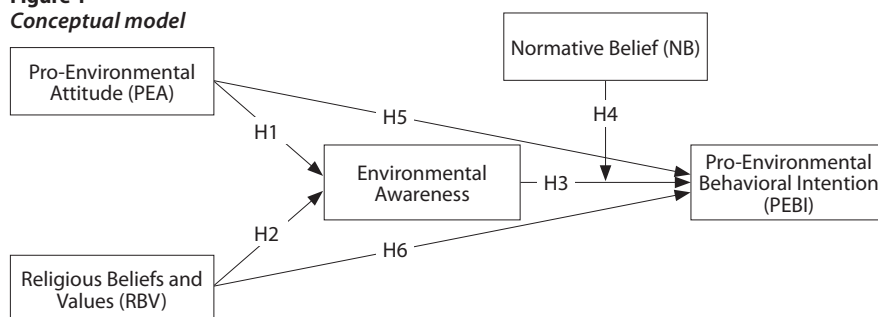 Figure 1
Conceptual model
Normative Belief (NB)
Pro-Environmental
Attitude (PEA)
H5
H4
H1
Environmental
Awareness
H3
Pro-Environmental
Behavioral Intention
(PEBI)
H2
H6
Religious Beliefs and
Values (RBV)